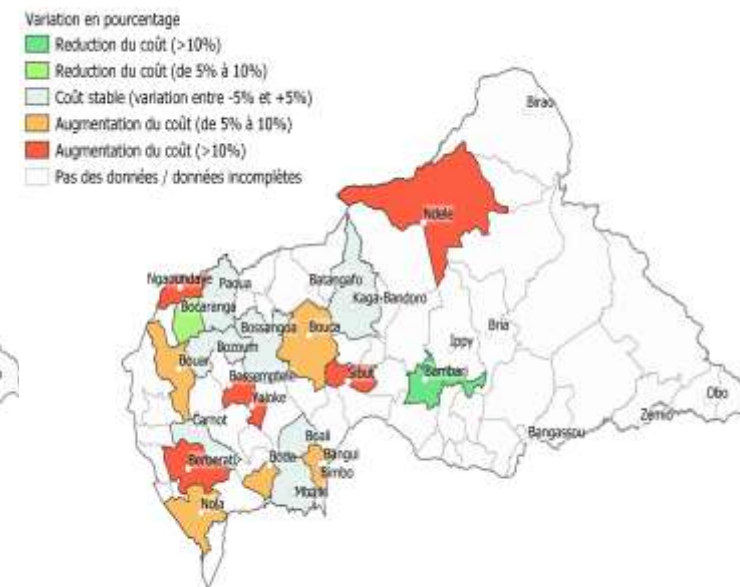 Variation en pourcentage
Reduction du coût (>10%)
Reduction du coût (de 5% à 10%)
Coût stable (variation entre -5% et +5%)
Augmentation du coût (de 5% à 10%)
Augmentation du coût (>10%)
Pas des données / données incomplètes
Birao
Ndele
Ngaoundaye
Paoua
Batangafo
Bocaranga
Kaga-Bandoro
Bossangoa
Bouca
Bria
Bozoum
Ippy
Bouar
Bossemptele
Sibut
Bambari
Yaloke
Obo
Carnot
Zemio
Boali
Bangassou
Berberati
Boda
Bangui
Bimbo
Mbaiki
Nola